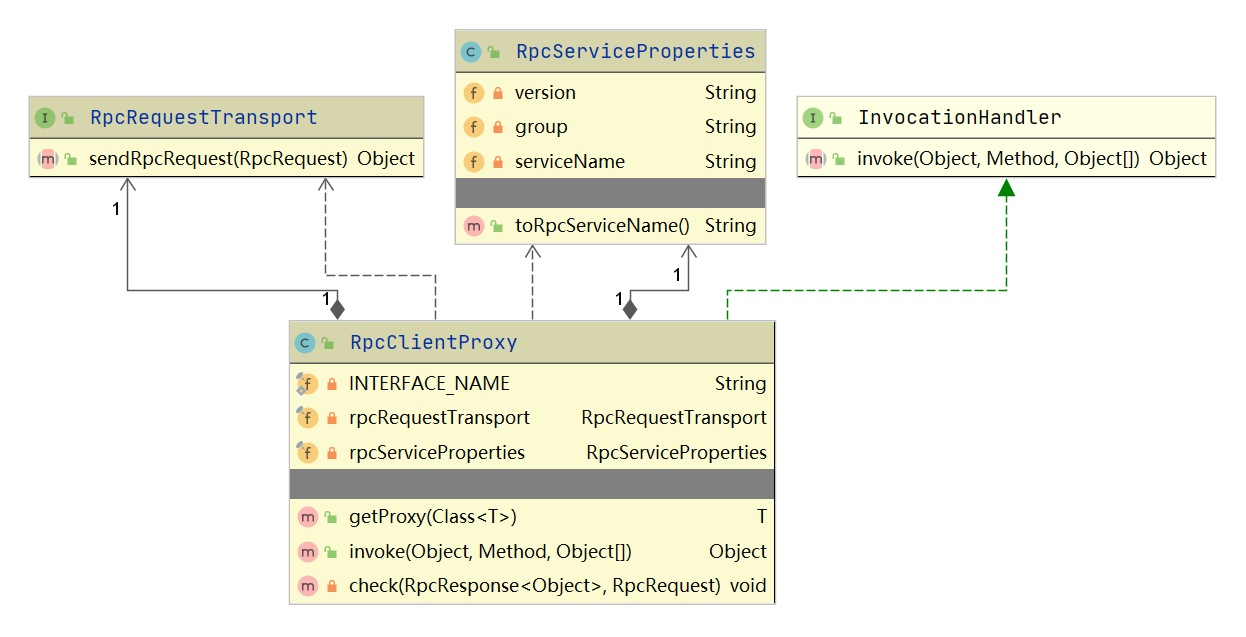 RpcServiceProperties
version String
group String
serviceName String
toRpcServiceName() String
RpcRequestTransport
sendRpcRequest(RpcRequest) Object
InvocationHandler
invoke(Object, Method, Object[]) Object
1
1
1
1
RpcClientProxy
INTERFACE_NAME String
rpcRequestTransport RpcRequestTransport
rpcServiceProperties RpcServiceProperties
getProxy(Class<T>) T
invoke(Object, Method, Object[]) Object
check(RpcResponse<Object>, RpcRequest) void